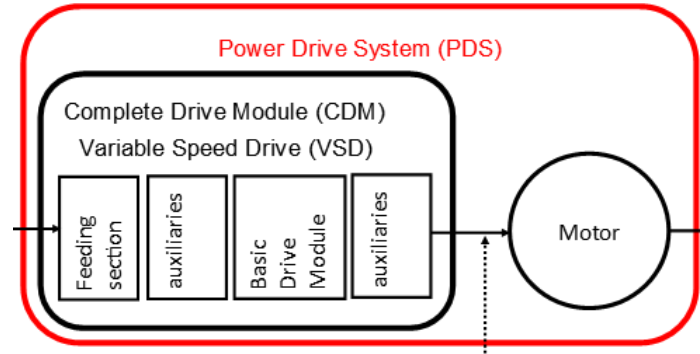 Power Drive System (PDS)
Complete Drive Module (CDM)
Variable Speed Drive (VSD)
Feeding
section
auxiliaries
Basic
Drive
Module
auxiliaries
Motor